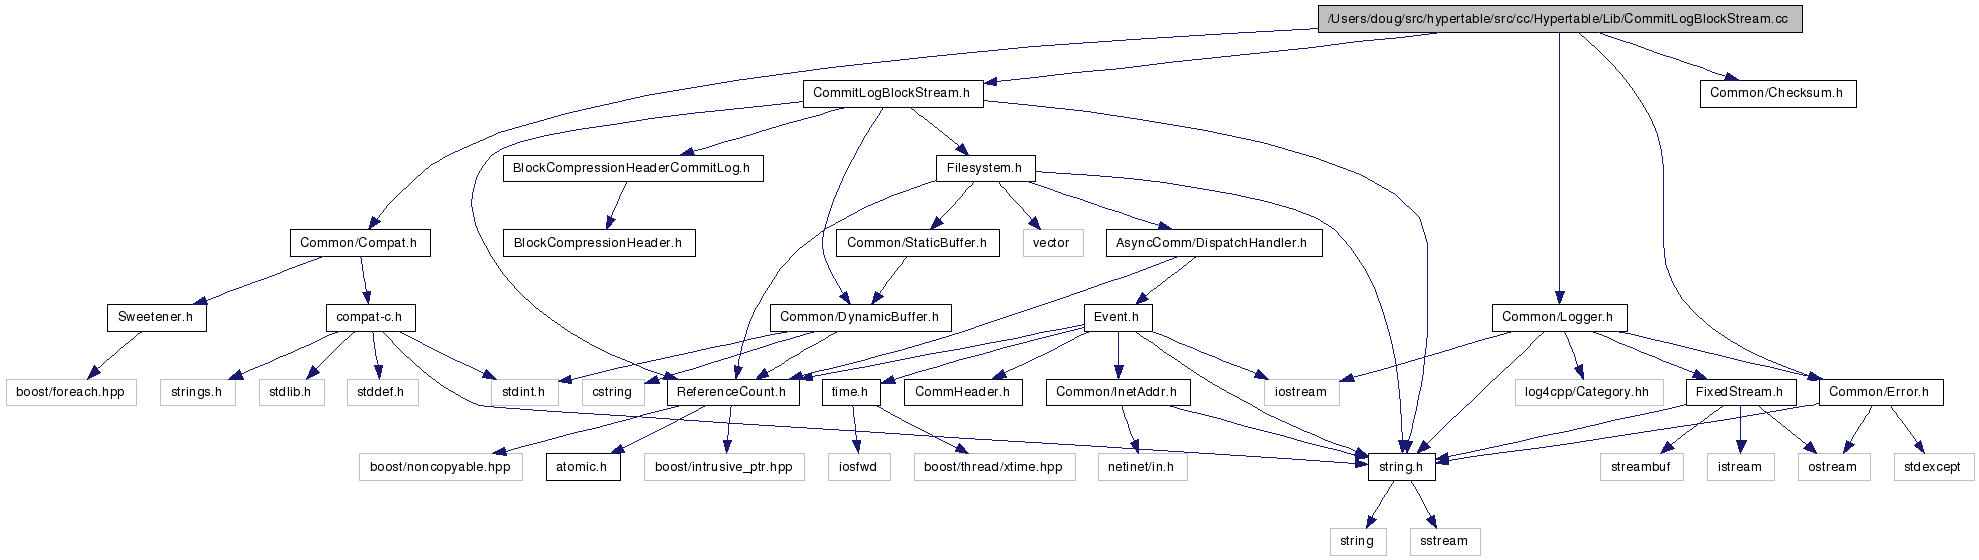 /Users/doug/src/hypertable/src/cc/Hypertable/Lib/CommitLogBlockStream.cc
CommitLogBlockStream.h
Common/Checksum.h
BlockCompressionHeaderCommitLog.h
Filesystem.h
Common/Compat.h
BlockCompressionHeader.h
Common/StaticBuffer.h
vector
AsyncComm/DispatchHandler.h
Sweetener.h
compat-c.h
Common/DynamicBuffer.h
Event.h
Common/Logger.h
boost/foreach.hpp
strings.h
stdlib.h
stddef.h
stdint.h
cstring
ReferenceCount.h
time.h
CommHeader.h
Common/InetAddr.h
iostream
log4cpp/Category.hh
FixedStream.h
Common/Error.h
boost/noncopyable.hpp
atomic.h
boost/intrusive_ptr.hpp
iosfwd
boost/thread/xtime.hpp
netinet/in.h
string.h
streambuf
istream
ostream
stdexcept
string
sstream